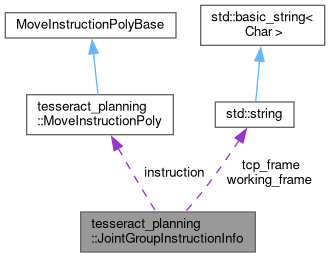 MoveInstructionPolyBase
std::basic_string<
Char >
tesseract_planning
::MoveInstructionPoly
std::string
instruction
tcp_frame
working_frame
tesseract_planning
::JointGroupInstructionInfo